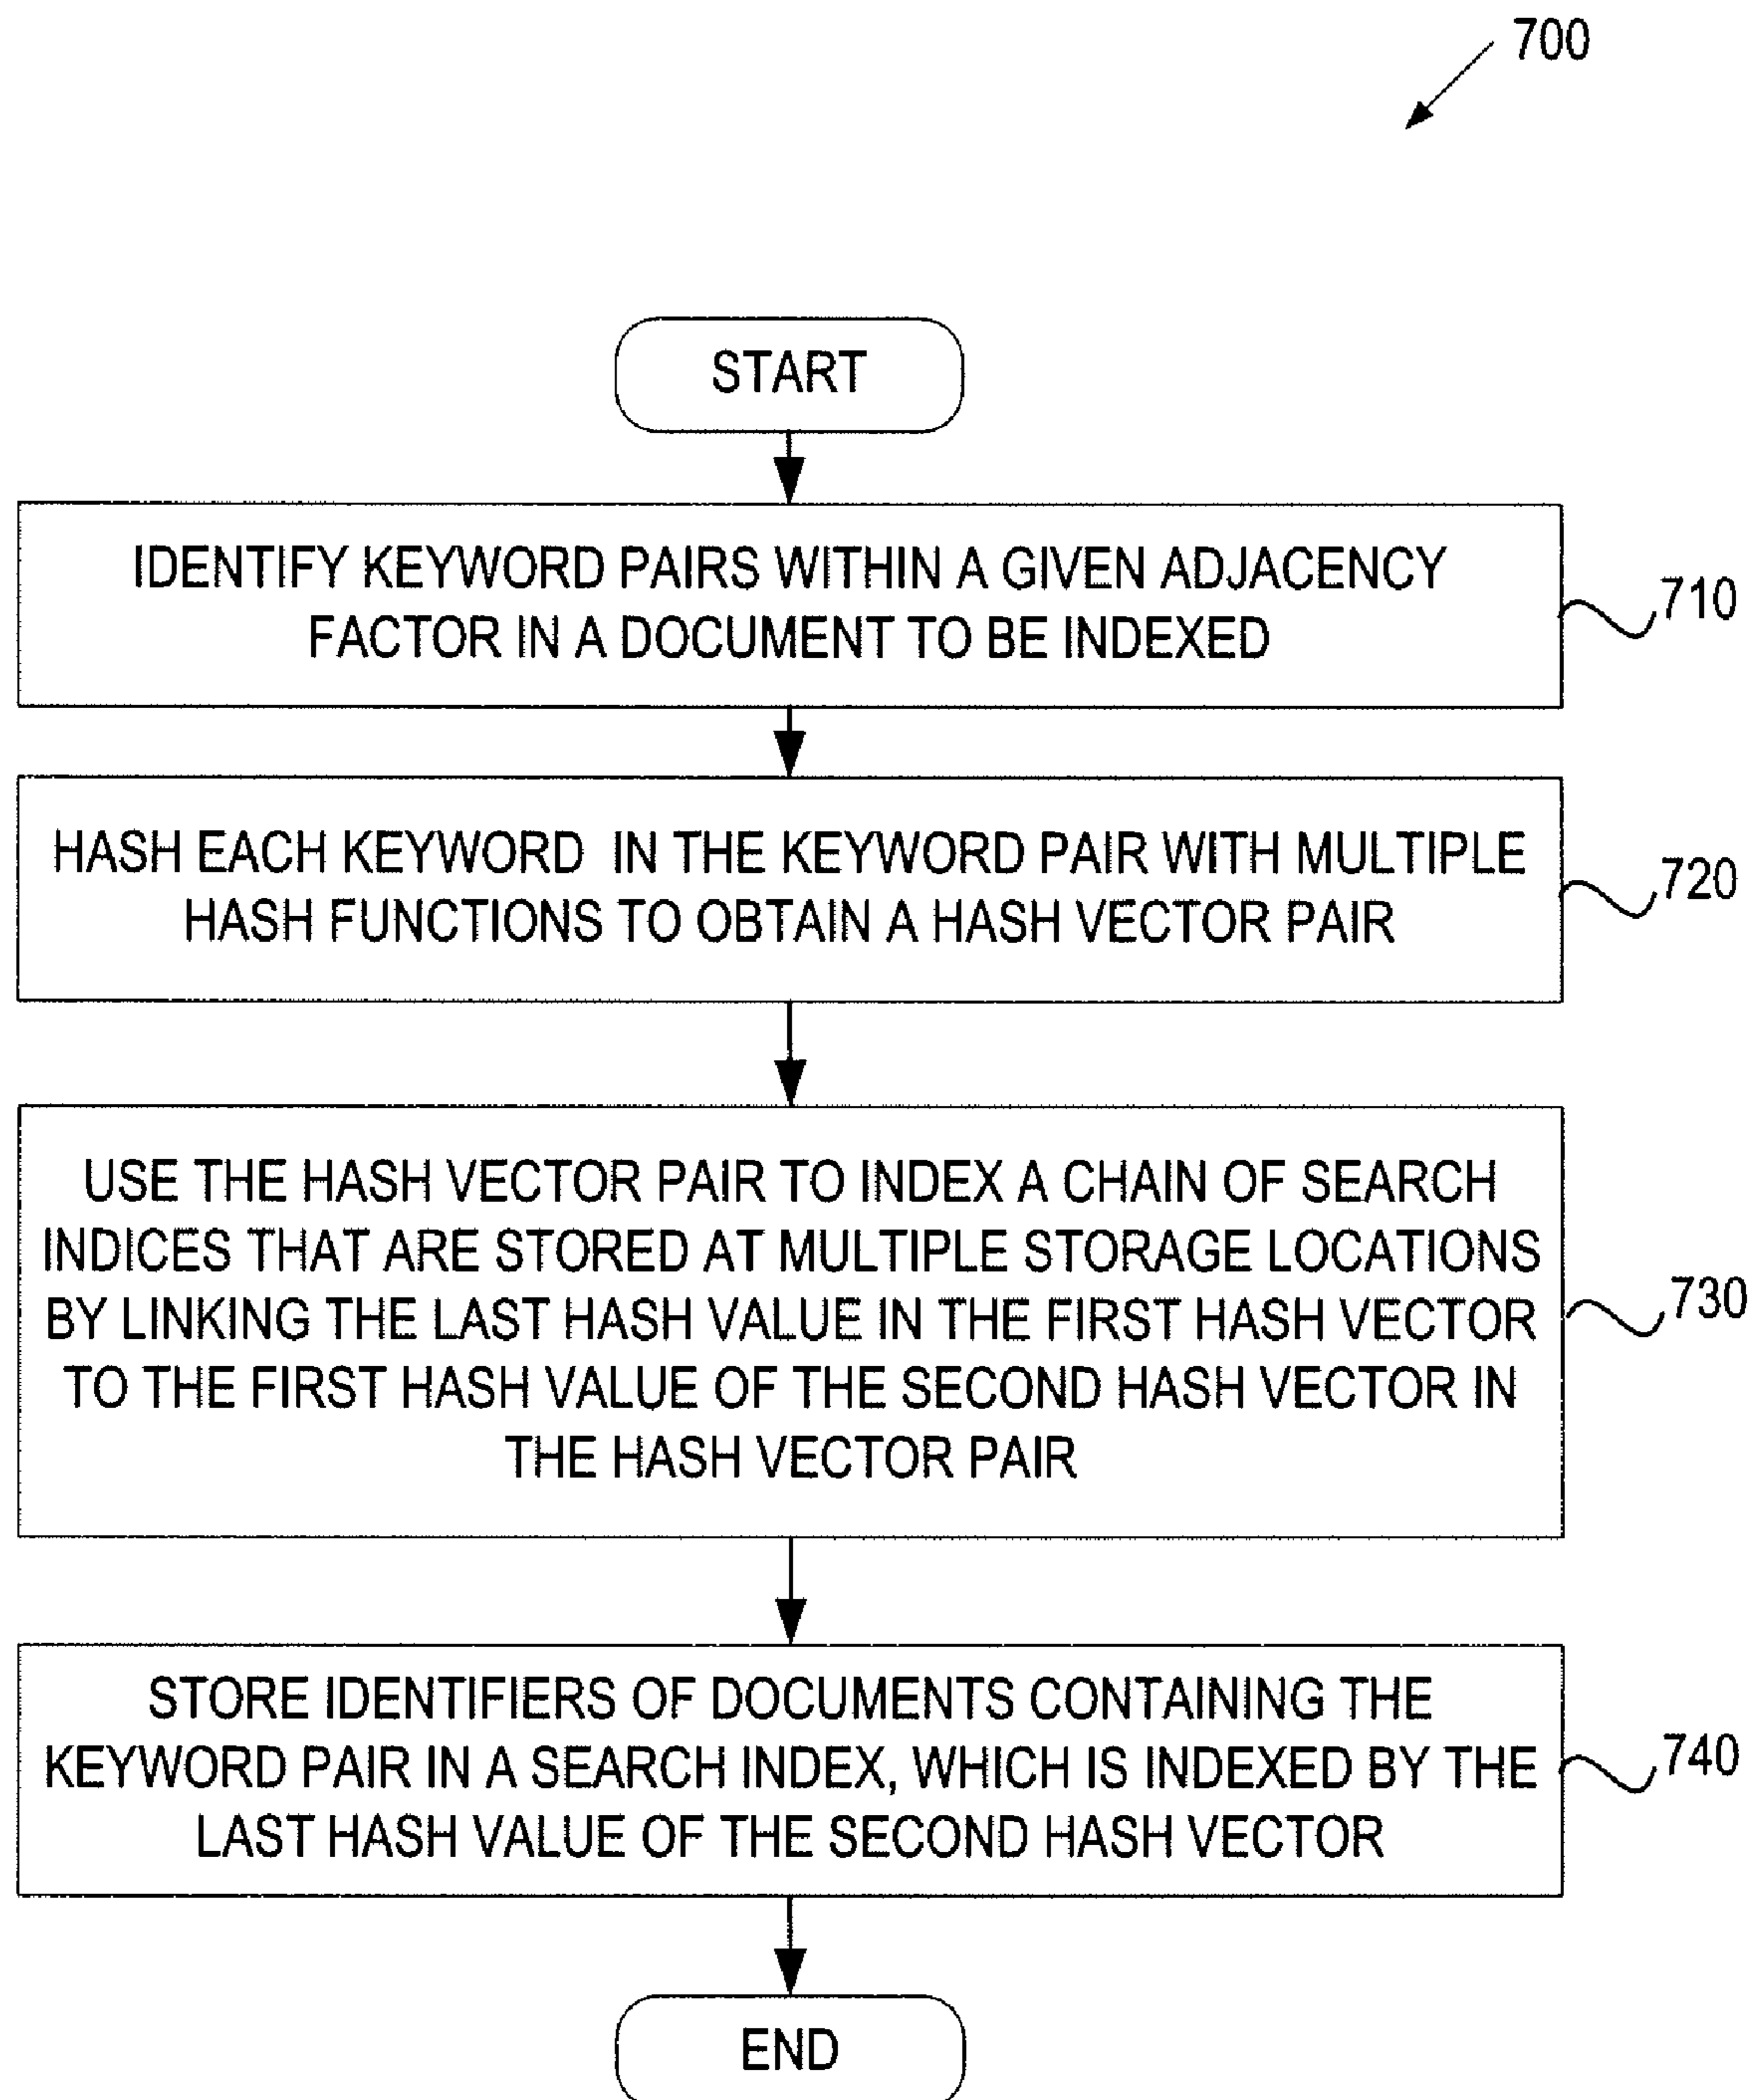 700
START
IDENTIFY KEYWORD PAIRS WITHIN A GIVEN ADJACENCY
FACTOR IN A DOCUMENT TO BE INDEXED
710
HASH EACH KEYWORD IN THE KEYWORD PAIR WITH MULTIPLE
HASH FUNCTIONS TO OBTAIN A HASH VECTOR PAIR
720
USE THE HASH VECTOR PAIR TO INDEX A CHAIN OF SEARCH
INDICES THAT ARE STORED AT MULTIPLE STORAGE LOCATIONS
BY LINKING THE LAST HASH VALUE IN THE FIRST HASH VECTOR
TO THE FIRST HASH VALUE OF THE SECOND HASH VECTOR IN
THE HASH VECTOR PAIR
730
STORE IDENTIFIERS OF DOCUMENTS CONTAINING THE
KEYWORD PAIR IN A SEARCH INDEX, WHICH IS INDEXED BY THE
LAST HASH VALUE OF THE SECOND HASH VECTOR
740
END